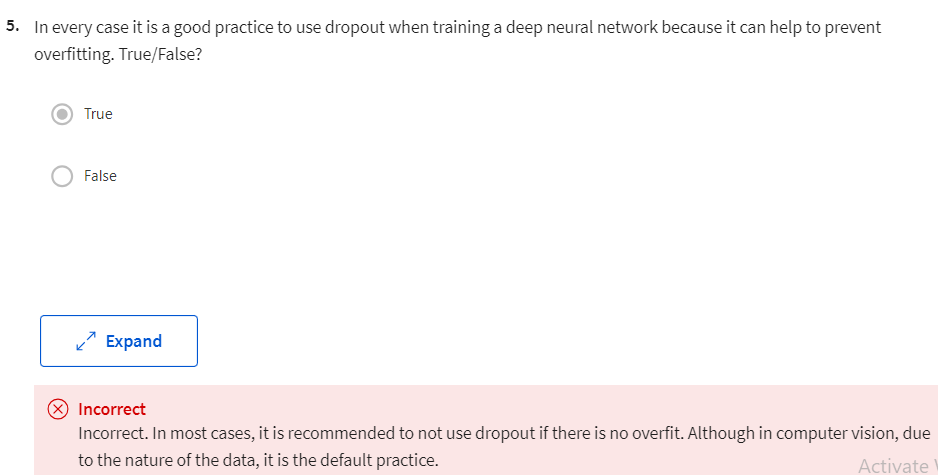 5. In every case it is a good practice to use dropout when training a deep neural network because it can help to prevent
overfitting. True/False?
True
False
Expand
Incorrect
Incorrect. In most cases, it is recommended to not use dropout if there is no overfit. Although in computer vision, due
to the nature of the data, it is the default practice.
Activate